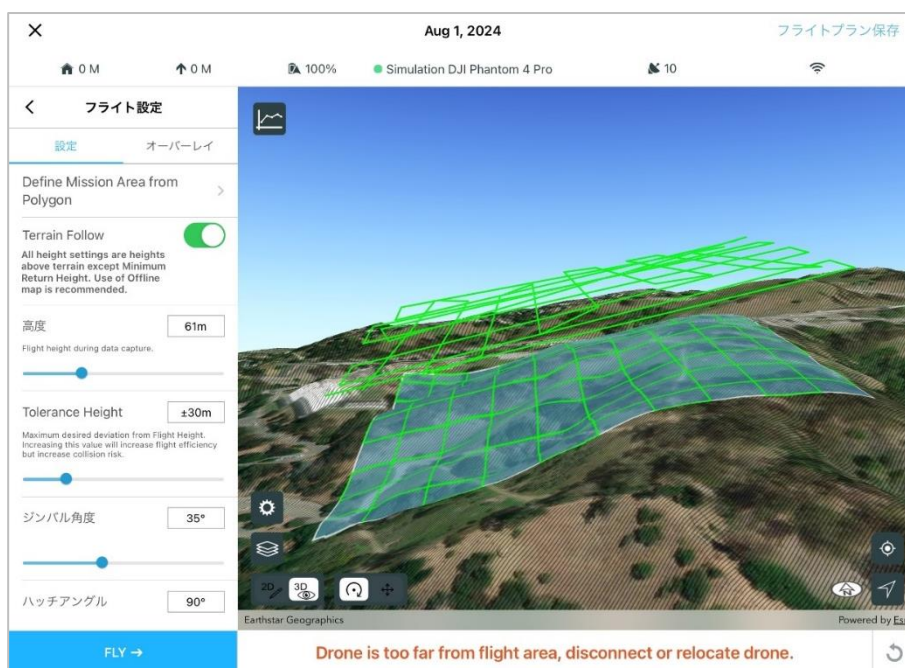 Aug 1, 2024
フライトプラン保存
0 M
0 M
100%
Simulation DJI Phantom 4 Pro
10
フライト設定
設定
オーバーレイ
Define Mission Area from
Polygon
Terrain Follow
All height settings are heights
above terrain except Minimum
Return Height. Use of Offline
map is recommended.
高度
61m
Flight height during data capture.
Tolerance Height
±30m
Maximum desired deviation from Flight Height.
Increasing this value will increase flight efficiency
but increase collision risk.
ジンバル角度
35°
ハッチアングル
90°
2D
3D
Earthstar Geographics
Powered by Es
FLY →
Drone is too far from flight area, disconnect or relocate drone.